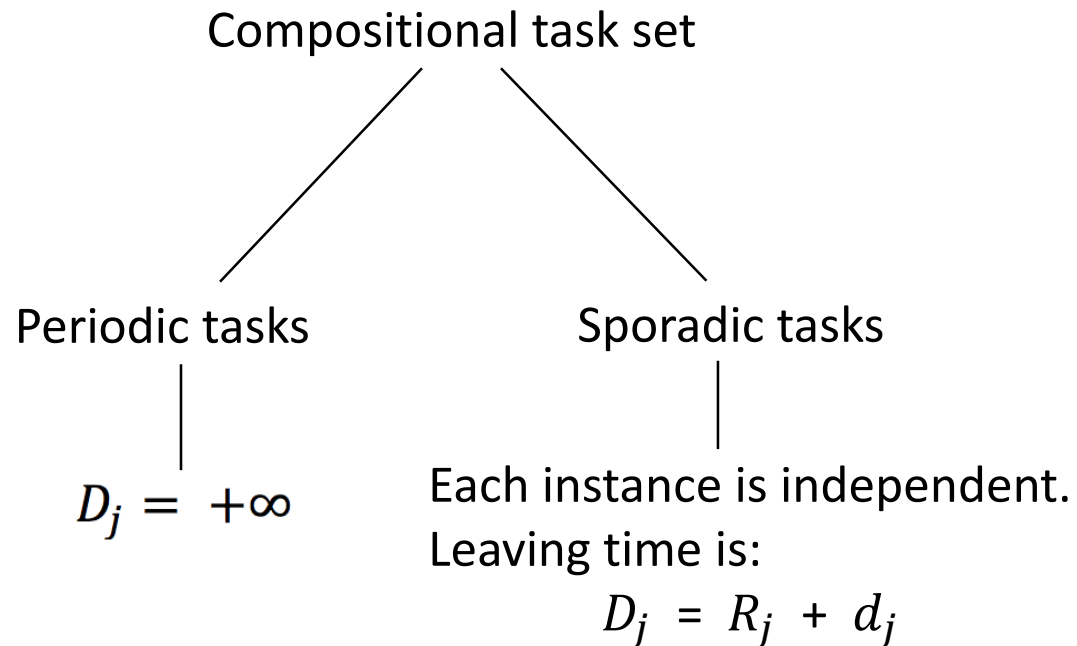 Compositional task set
Periodic tasks
Sporadic tasks
D_j = +∞
Each instance is independent.
Leaving time is:
D_j = R_j + d_j